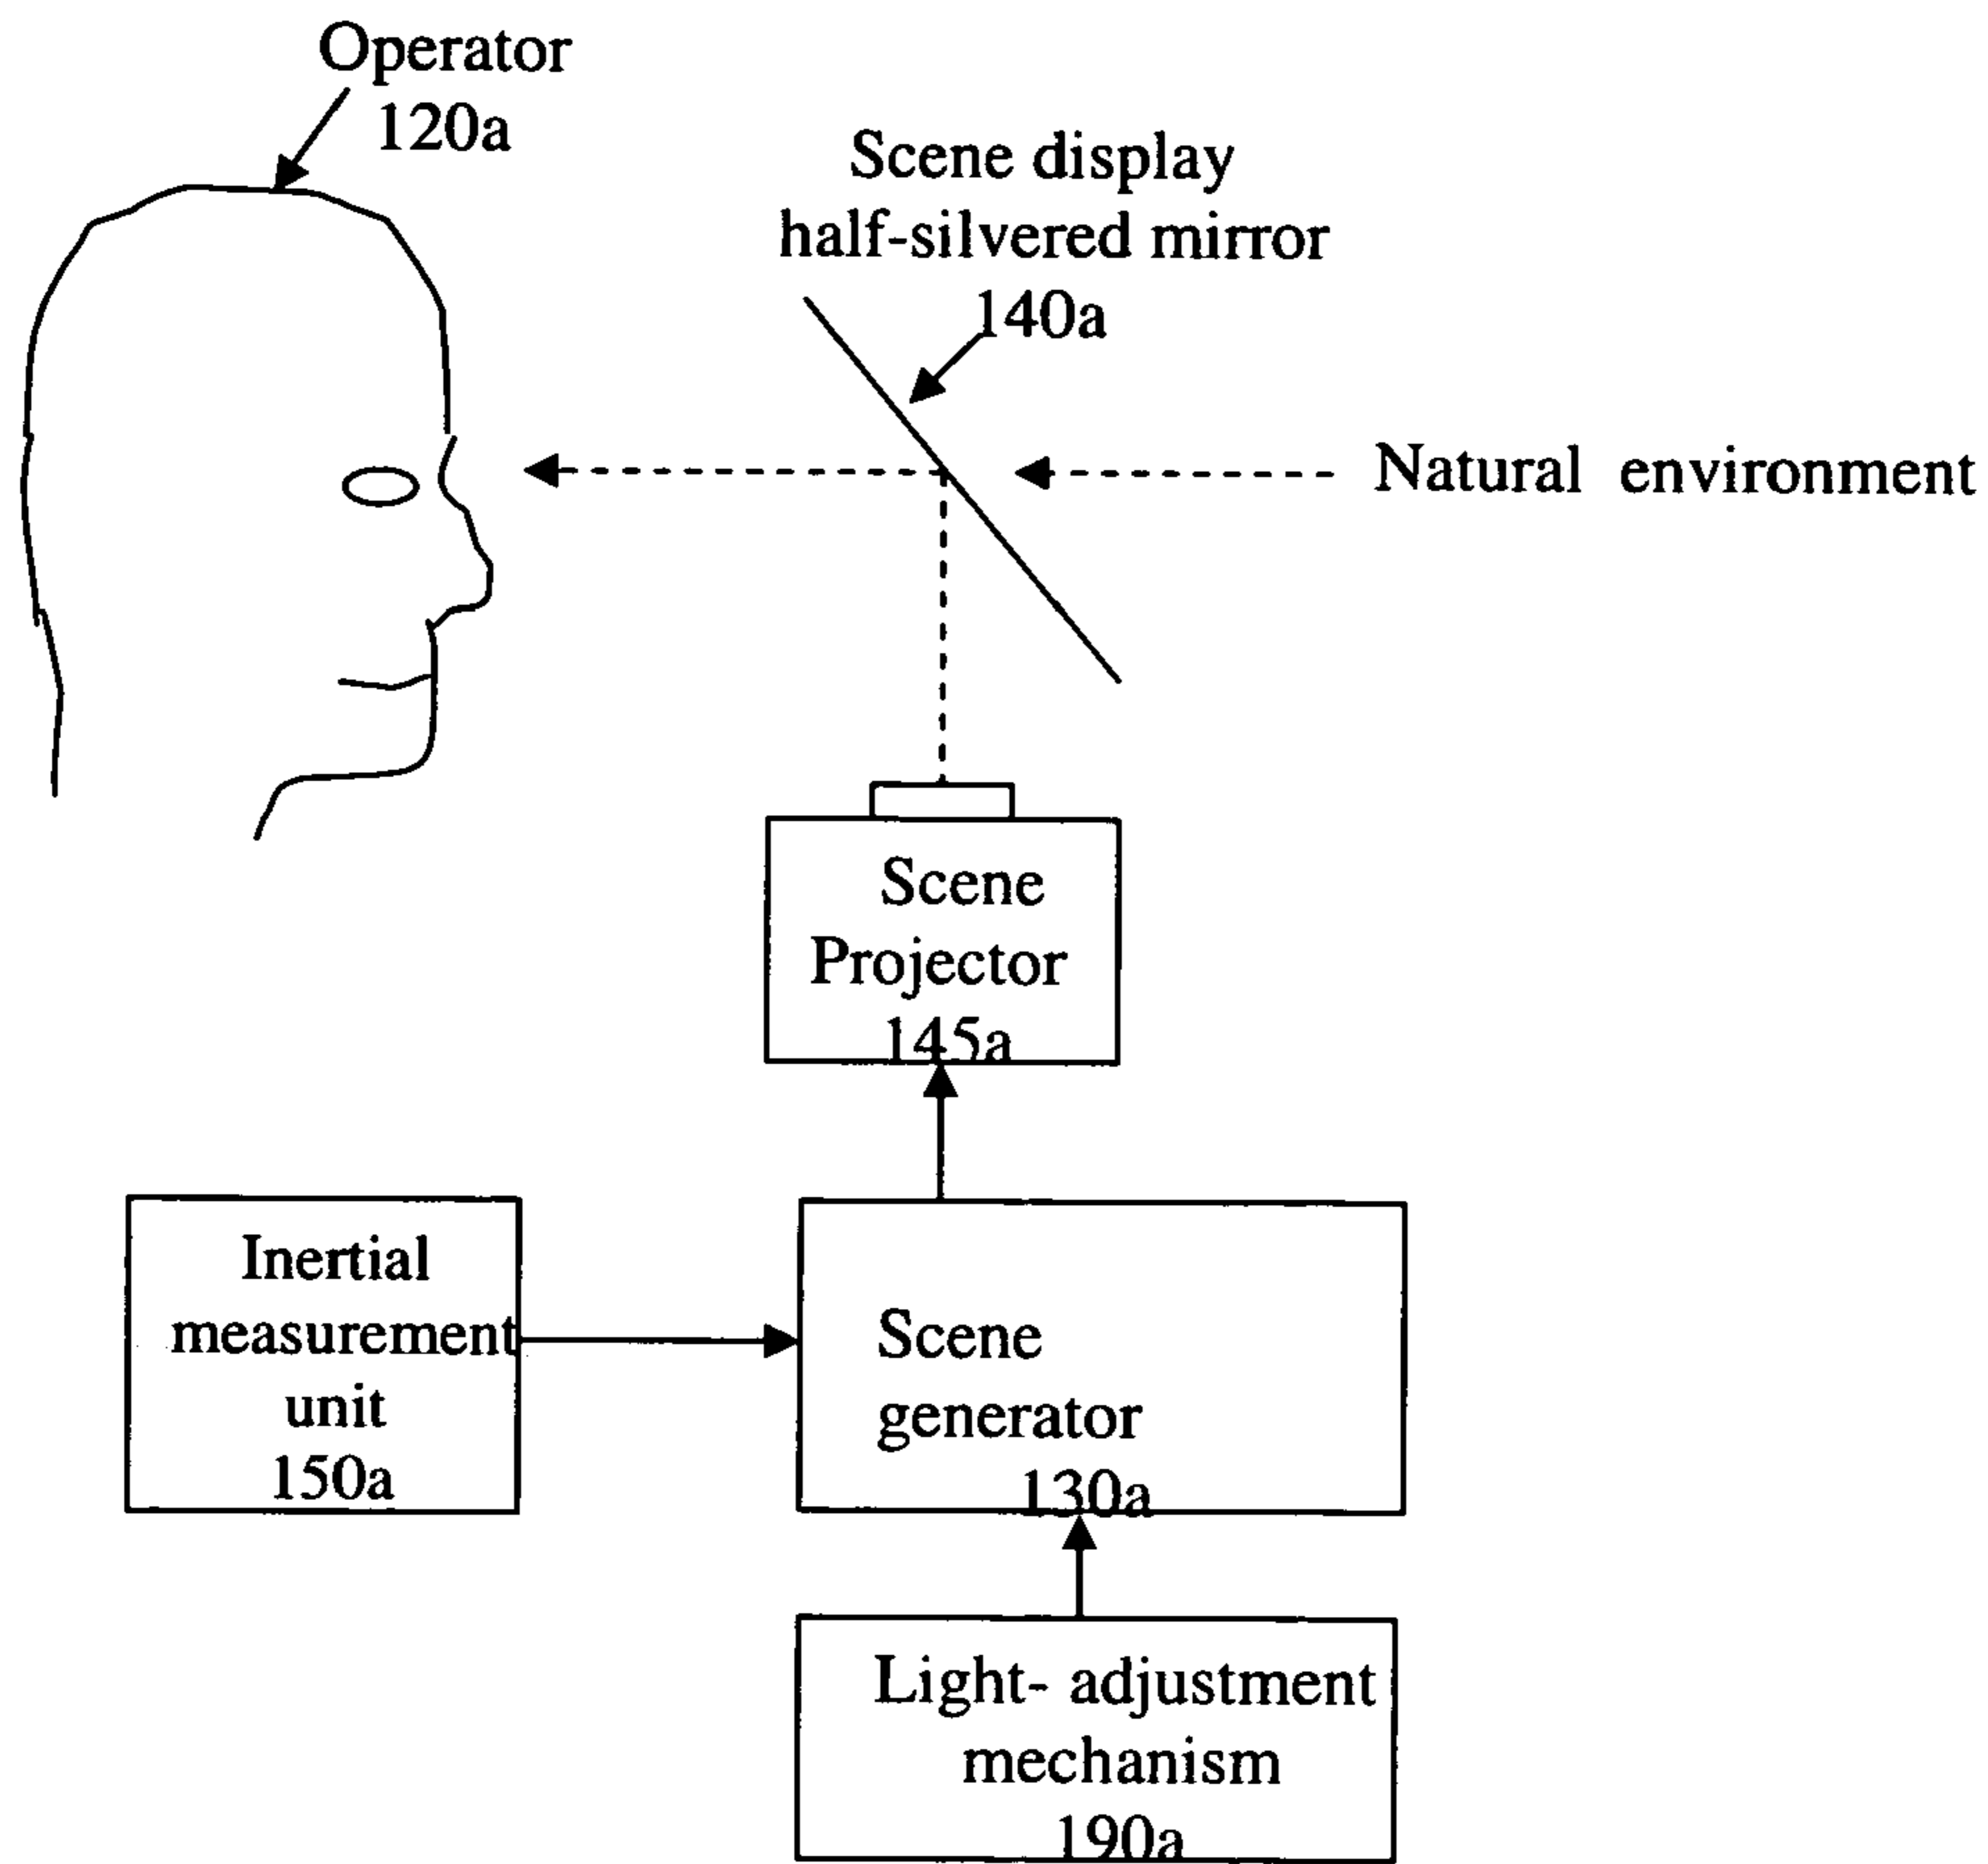 Operator
120a
Scene display
half-silvered mirror
140a
Natural environment
Scene
Projector
145a
Inertial
measurement
unit
150a
Scene
generator
130a
Light- adjustment
mechanism
190a